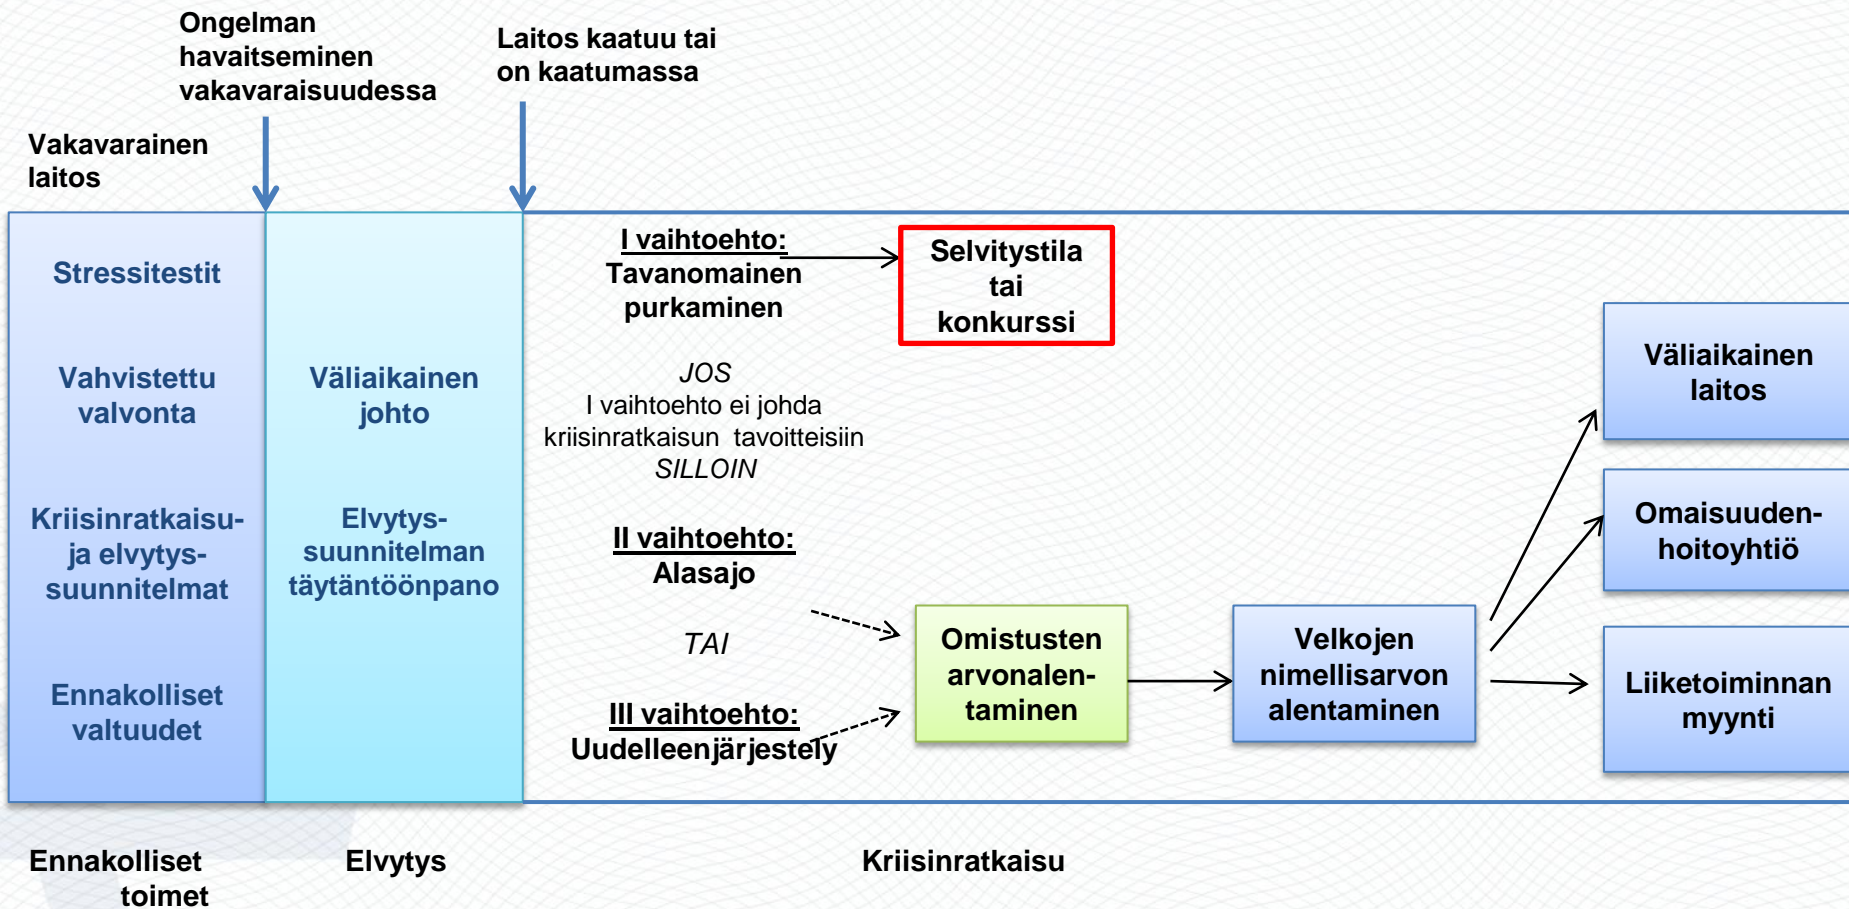 Ongelman
havaitseminen
vakavaraisuudessa
Laitos kaatuu tai
on kaatumassa
Vakavarainen
laitos
Stressitestit
Vahvistettu
valvonta
Kriisinratkaisu-
ja elvytys-
suunnitelmat
Ennakolliset
valtuudet
Väliaikainen
johto
Elvytys-
suunnitelman
täytäntöönpano
I vaihtoehto:
Tavanomainen
purkaminen
Selvitystila
tai
konkurssi
JOS
I vaihtoehto ei johda
kriisinratkaisun tavoitteisiin
SILLOIN
II vaihtoehto:
Alasajo
TAI
III vaihtoehto:
Uudelleenjärjestely
Omistusten
arvonalen-
taminen
Velkojen
nimellisarvon
alentaminen
Väliaikainen
laitos
Omaisuuden-
hoitoyhtiö
Liiketoiminnan
myynti
Ennakolliset
toimet
Elvytys
Kriisinratkaisu